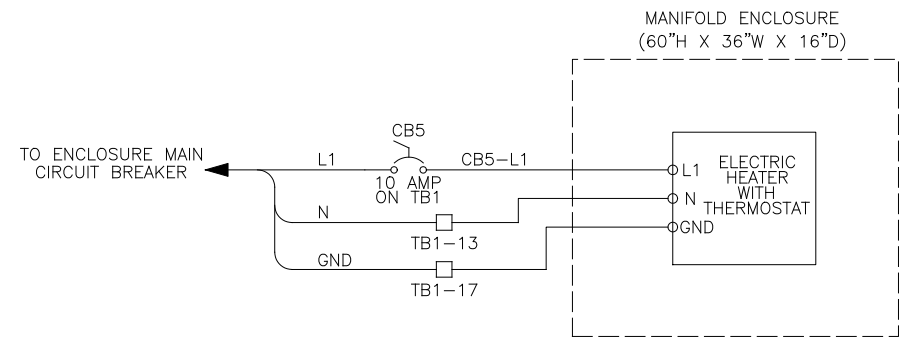 MANIFOLD ENCLOSURE
(60"H X 36"W X 16"D)
CB5
TO ENCLOSURE MAIN
CIRCUIT BREAKER
L1
CB5-L1
10 AMP
ON TB1
L1
ELECTRIC
HEATER
WITH
THERMOSTAT
N
N
TB1-13
GND
GND
TB1-17